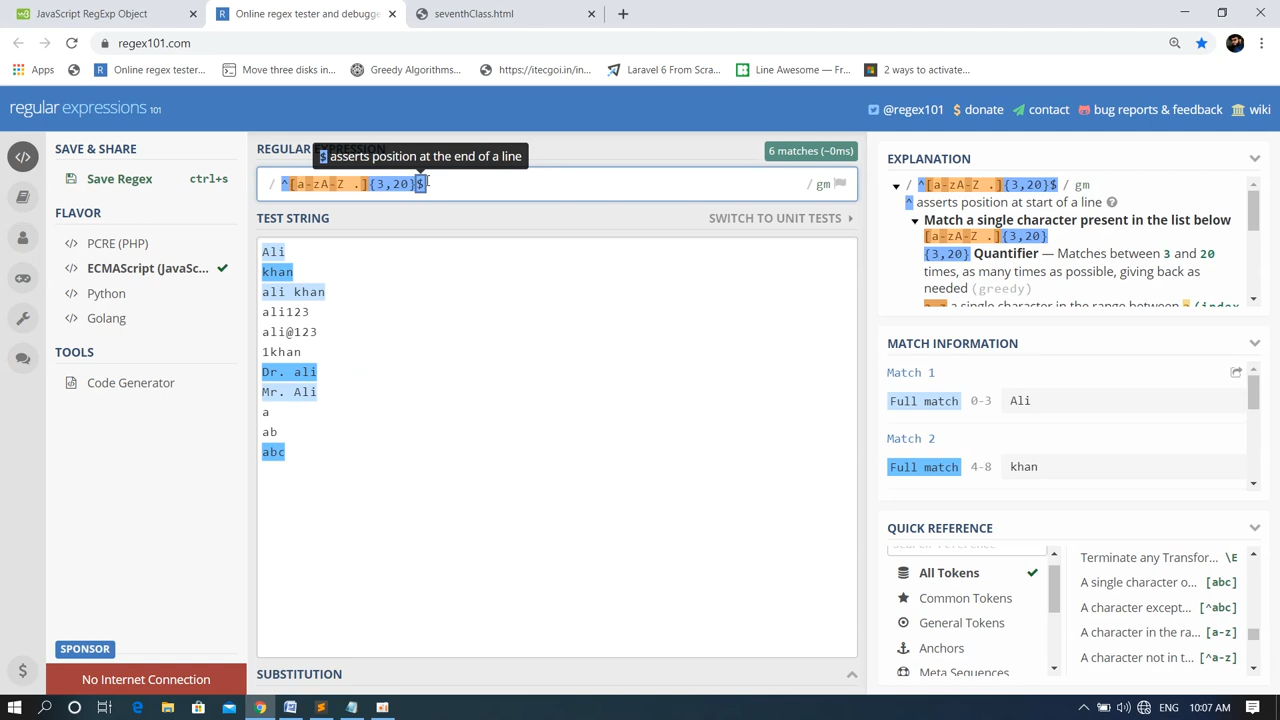 JavaScript RegExp Object
Online regex tester and debugge
seventhClass.html
regex101.com
Apps
Online regex tester...
Move three disks in...
Greedy Algorithms...
https://itecgoi.in/in...
Laravel 6 From Scra...
Line Awesome — Fr...
2 ways to activate...
regular expressions 101
@regex101
donate
contact
bug reports & feedback
wiki
SAVE & SHARE
Save Regex
ctrl+s
FLAVOR
PCRE (PHP)
ECMAScript (JavaSc...
Python
Golang
TOOLS
Code Generator
SPONSOR
No Internet Connection
$
REGULAR
$ asserts position at the end of a line
6 matches (~0ms)
/ ^[a-zA-Z .]{3,20}$
/ gm
TEST STRING
SWITCH TO UNIT TESTS
Ali
khan
ali khan
ali123
ali@123
1khan
Dr. ali
Mr. Ali
a
ab
abc
SUBSTITUTION
EXPLANATION
/ ^[a-zA-Z .]{3,20}$ / gm
^ asserts position at start of a line
Match a single character present in the list below
[a-zA-Z .]{3,20}
{3,20} Quantifier — Matches between 3 and 20
times, as many times as possible, giving back as
needed (greedy)
a-z a single character in the range between a (index
MATCH INFORMATION
Match 1
Full match 0-3 Ali
Match 2
Full match 4-8 khan
QUICK REFERENCE
All Tokens
Common Tokens
General Tokens
Anchors
Meta Sequences
Terminate any Transfor... \E
A single character o... [abc]
A character except... [^abc]
A character in the ra... [a-z]
A character not in t... [^a-z]
ENG
10:07 AM